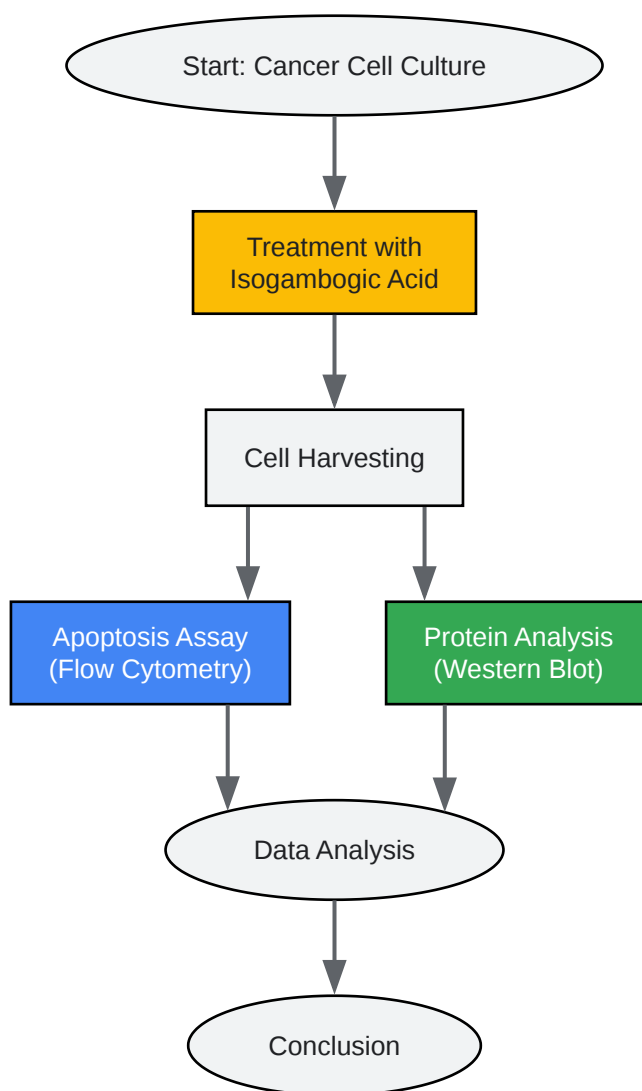 Start: Cancer Cell Culture
Treatment with
Isogambogic Acid
Cell Harvesting
Apoptosis Assay
(Flow Cytometry)
Protein Analysis
(Western Blot)
Data Analysis
Conclusion